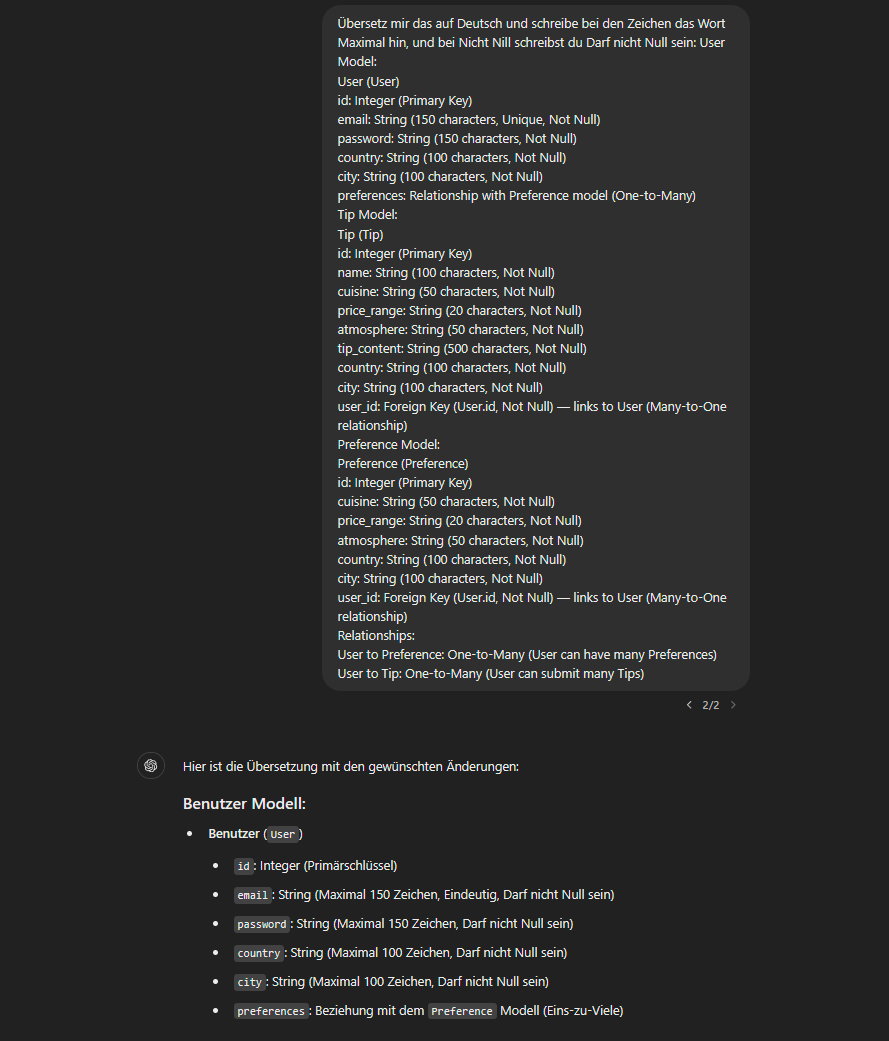 Übersetz mir das auf Deutsch und schreibe bei den Zeichen das Wort
Maximal hin, und bei Nicht Nill schreibst du Darf nicht Null sein: User
Model:
User (User)
id: Integer (Primary Key)
email: String (150 characters, Unique, Not Null)
password: String (150 characters, Not Null)
country: String (100 characters, Not Null)
city: String (100 characters, Not Null)
preferences: Relationship with Preference model (One-to-Many)
Tip Model:
Tip (Tip)
id: Integer (Primary Key)
name: String (100 characters, Not Null)
cuisine: String (50 characters, Not Null)
price_range: String (20 characters, Not Null)
atmosphere: String (50 characters, Not Null)
tip_content: String (500 characters, Not Null)
country: String (100 characters, Not Null)
city: String (100 characters, Not Null)
user_id: Foreign Key (User.id, Not Null) — links to User (Many-to-One
relationship)
Preference Model:
Preference (Preference)
id: Integer (Primary Key)
cuisine: String (50 characters, Not Null)
price_range: String (20 characters, Not Null)
atmosphere: String (50 characters, Not Null)
country: String (100 characters, Not Null)
city: String (100 characters, Not Null)
user_id: Foreign Key (User.id, Not Null) — links to User (Many-to-One
relationship)
Relationships:
User to Preference: One-to-Many (User can have many Preferences)
User to Tip: One-to-Many (User can submit many Tips)
2/2
Hier ist die Übersetzung mit den gewünschten Änderungen:
Benutzer Modell:
Benutzer (User)
id: Integer (Primärschlüssel)
email: String (Maximal 150 Zeichen, Eindeutig, Darf nicht Null sein)
password: String (Maximal 150 Zeichen, Darf nicht Null sein)
country: String (Maximal 100 Zeichen, Darf nicht Null sein)
city: String (Maximal 100 Zeichen, Darf nicht Null sein)
preferences: Beziehung mit dem Preference Modell (Eins-zu-Viele)